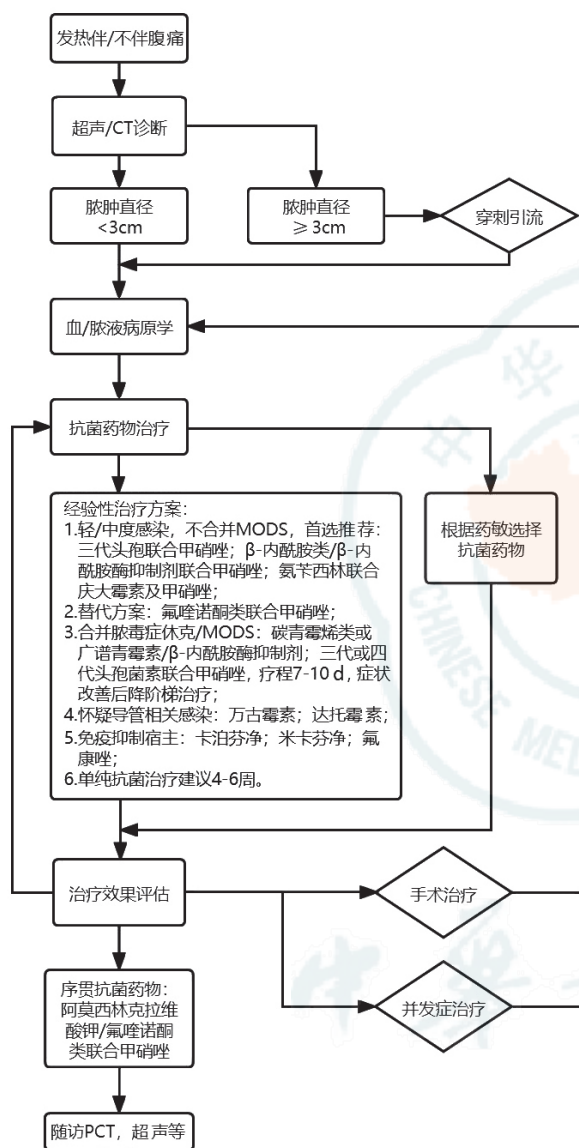 发热伴/不伴腹痛
超声/CT诊断
脓肿直径
<3cm
脓肿直径
≥3cm
穿刺引流
血/脓液病原学
抗菌药物治疗
经验性治疗方案：
1.轻/中度感染，不合并MODS，首选推荐：
三代头孢联合甲硝唑；β-内酰胺类/β-内
酰胺酶抑制剂联合甲硝唑；氨苄西林联合
庆大霉素及甲硝唑；
2.替代方案：氟喹诺酮类联合甲硝唑；
3.合并脓毒症休克/MODS：碳青霉烯类或
广谱青霉素/β-内酰胺酶抑制剂；三代或四
代头孢菌素联合甲硝唑，疗程7-10 d，症状
改善后降阶梯治疗；
4.怀疑导管相关感染：万古霉素；达托霉素；
5.免疫抑制宿主：卡泊芬净；米卡芬净；氟
康唑；
6.单纯抗菌治疗建议4-6周。
根据药敏选择
抗菌药物
治疗效果评估
手术治疗
并发症治疗
序贯抗菌药物：
阿莫西林克拉维
酸钾/氟喹诺酮
类联合甲硝唑
随访PCT，超声等
中华
CHINESE MED